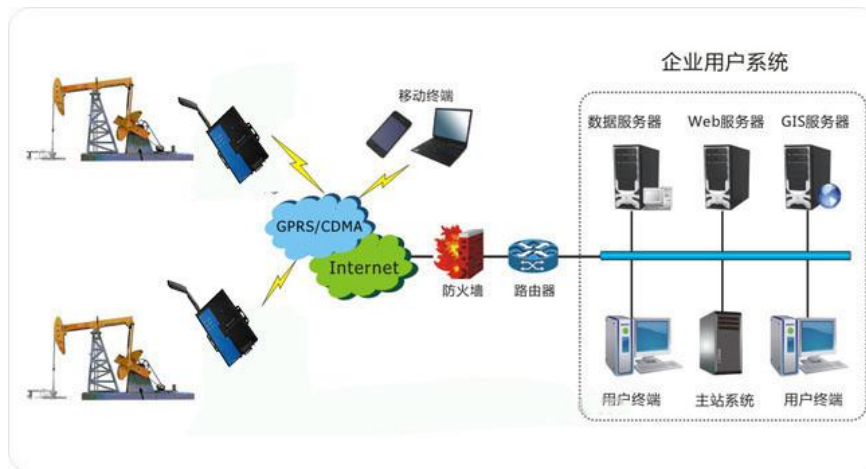 企业用户系统
移动终端
数据服务器
Web服务器
GIS服务器
GPRS/CDMA
Internet
防火墙
路由器
用户终端
主站系统
用户终端